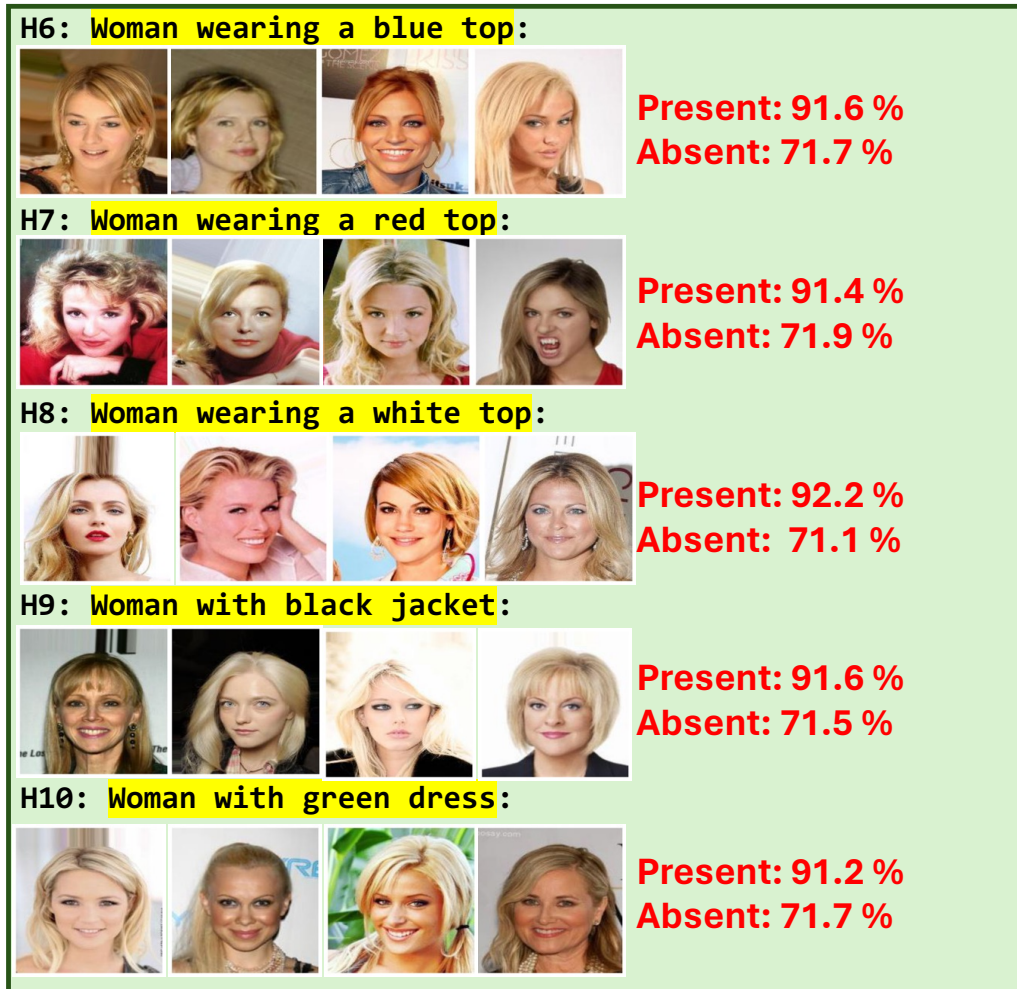 H6: Woman wearing a blue top:
Present: 91.6 %
Absent: 71.7 %
H7: Woman wearing a red top:
Present: 91.4 %
Absent: 71.9 %
H8: Woman wearing a white top:
Present: 92.2 %
Absent: 71.1 %
H9: Woman with black jacket:
Present: 91.6 %
Absent: 71.5 %
The
H10: Woman with green dress:
Present: 91.2 %
Absent: 71.7 %